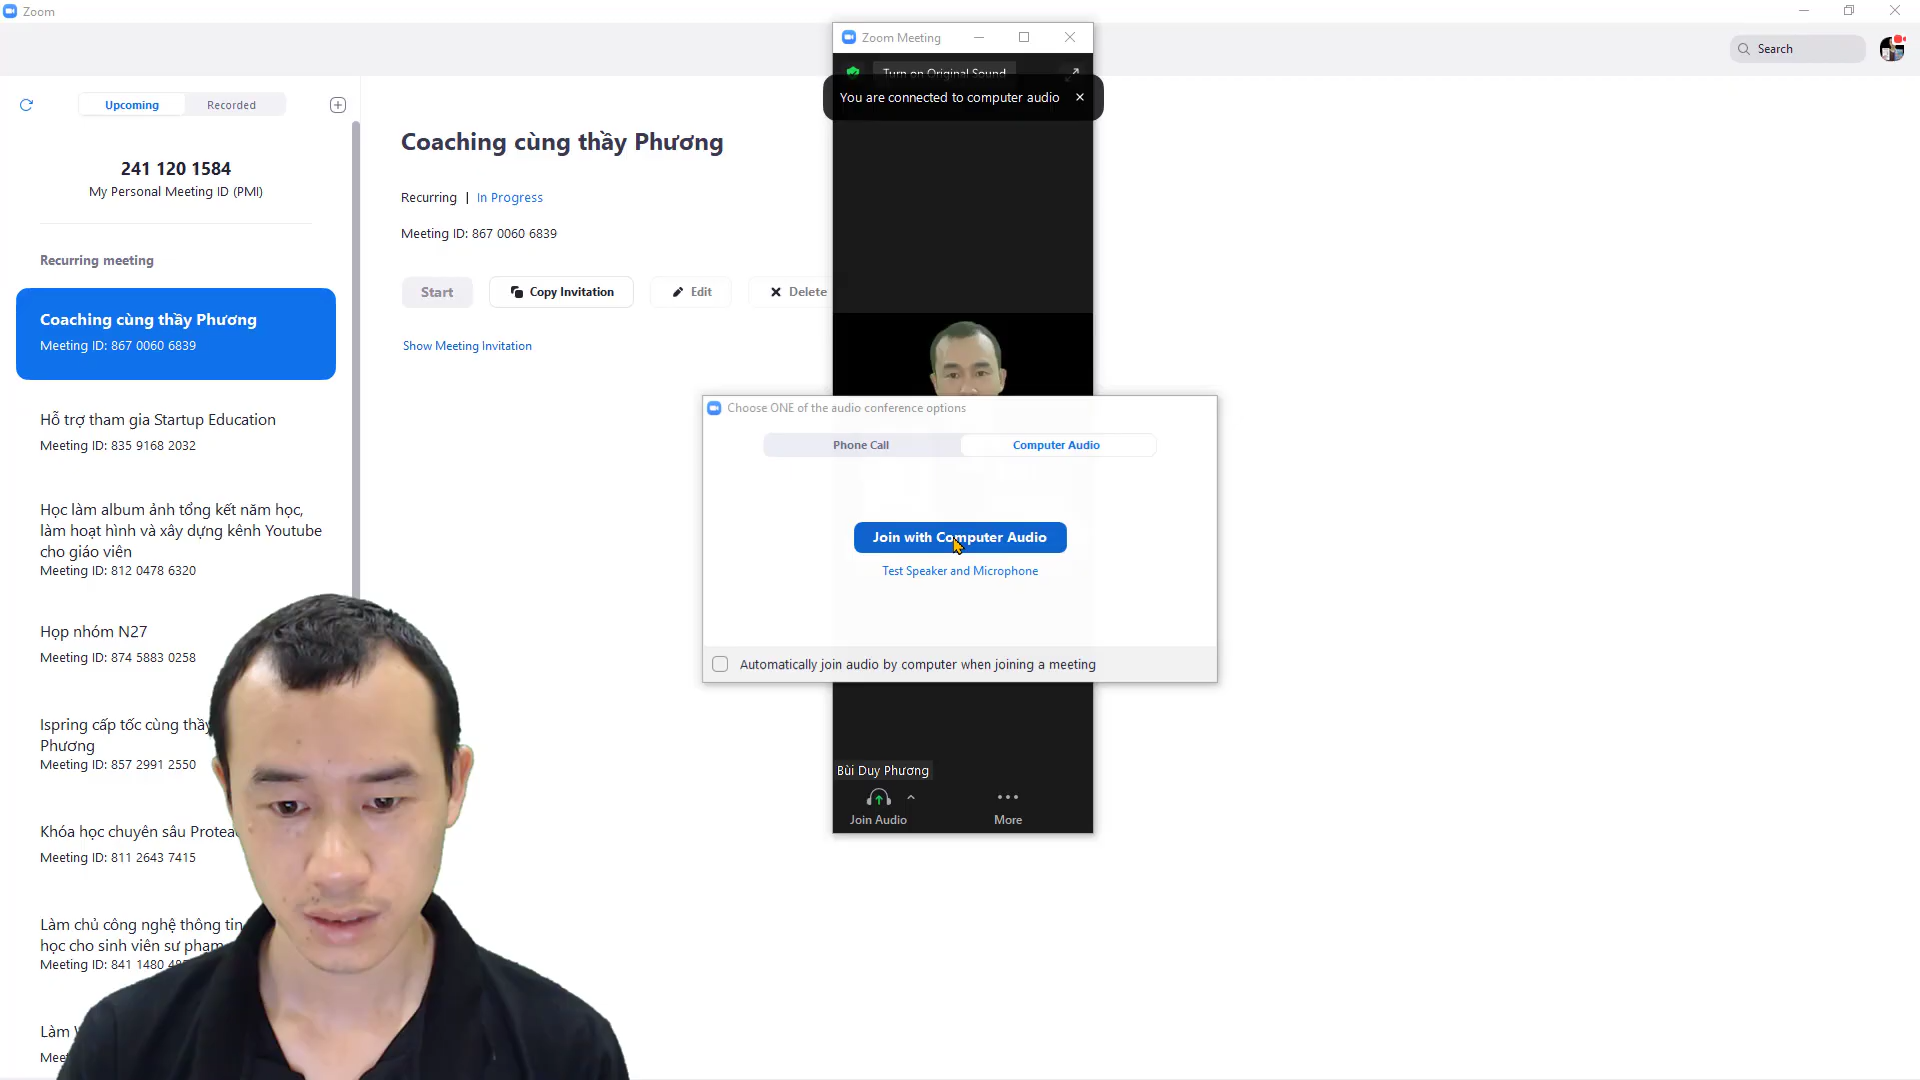 Zoom
Search
Upcoming
Recorded
241 120 1584
My Personal Meeting ID (PMI)
Recurring meeting
Coaching cùng thầy Phương
Meeting ID: 867 0060 6839
Hỗ trợ tham gia Startup Education
Meeting ID: 835 9168 2032
Học làm album ảnh tổng kết năm học,
làm hoạt hình và xây dựng kênh Youtube
cho giáo viên
Meeting ID: 812 0478 6320
Họp nhóm N27
Meeting ID: 874 5883 0258
Ispring cấp tốc cùng thầy
Phương
Meeting ID: 857 2991 2550
Khóa học chuyên sâu
Meeting ID: 811 2643 7415
Làm chủ công nghệ thông tin
học cho sinh viên sư phạm
Meeting ID: 841 1480
Làm
Coaching cùng thầy Phương
Recurring | In Progress
Meeting ID: 867 0060 6839
Start
Copy Invitation
Edit
Delete
Show Meeting Invitation
Zoom Meeting
Turn on Original Sound
You are connected to computer audio
Choose ONE of the audio conference options
Phone Call
Computer Audio
Join with Computer Audio
Test Speaker and Microphone
Automatically join audio by computer when joining a meeting
Bùi Duy Phương
Join Audio
More